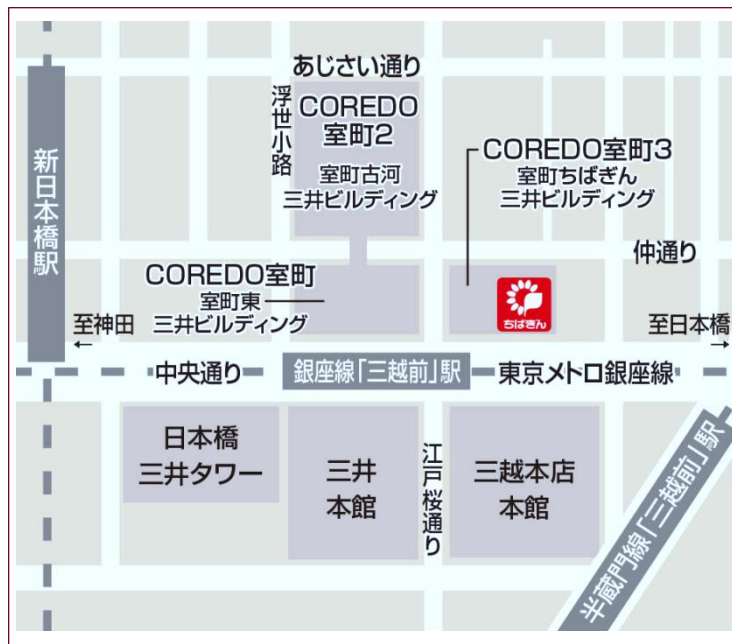 あじさい通り
浮世小路
COREDO
室町2
室町古河
三井ビルディング
COREDO室町3
室町ちばぎん
三井ビルディング
新日本橋駅
仲通り
COREDO室町
室町東
三井ビルディング
ちばぎん
至神田
←
至日本橋
→
中央通り
銀座線「三越前」駅
東京メトロ銀座線
日本橋
三井タワー
三井
本館
江戸桜通り
三越本店
本館
半蔵門線「三越前」駅